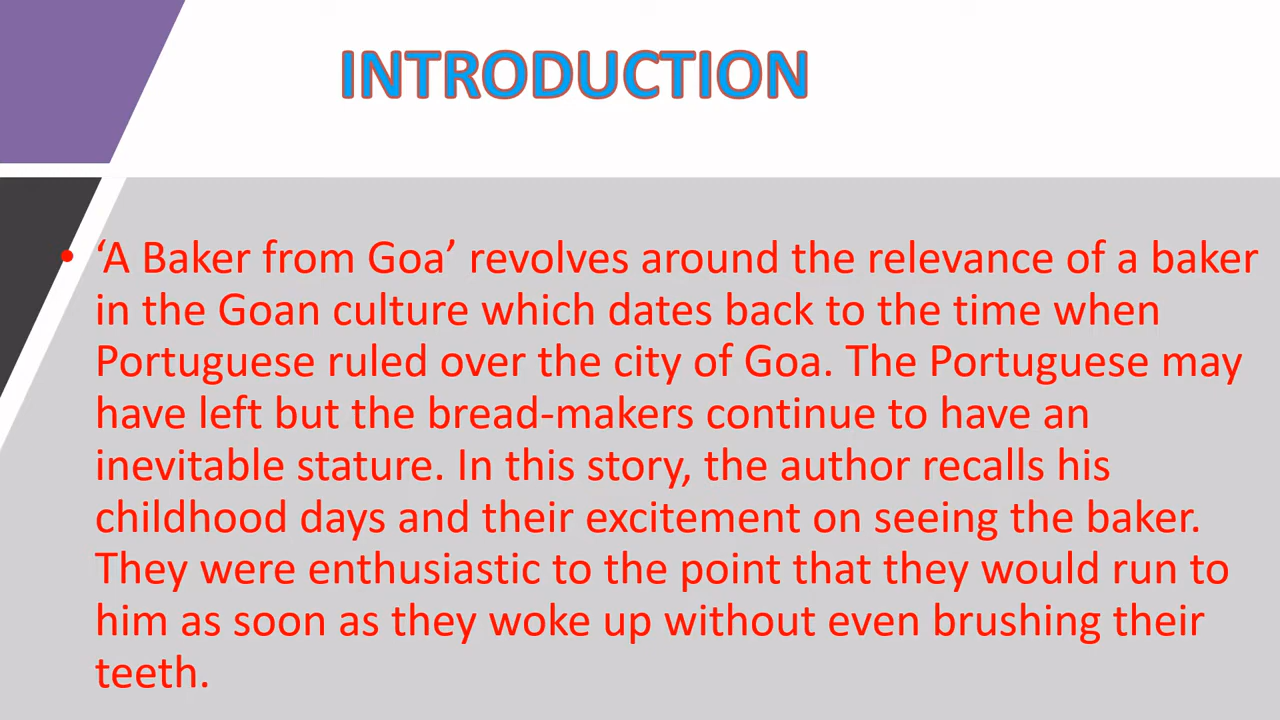 INTRODUCTION
• ‘A Baker from Goa’ revolves around the relevance of a baker
in the Goan culture which dates back to the time when
Portuguese ruled over the city of Goa. The Portuguese may
have left but the bread-makers continue to have an
inevitable stature. In this story, the author recalls his
childhood days and their excitement on seeing the baker.
They were enthusiastic to the point that they would run to
him as soon as they woke up without even brushing their
teeth.